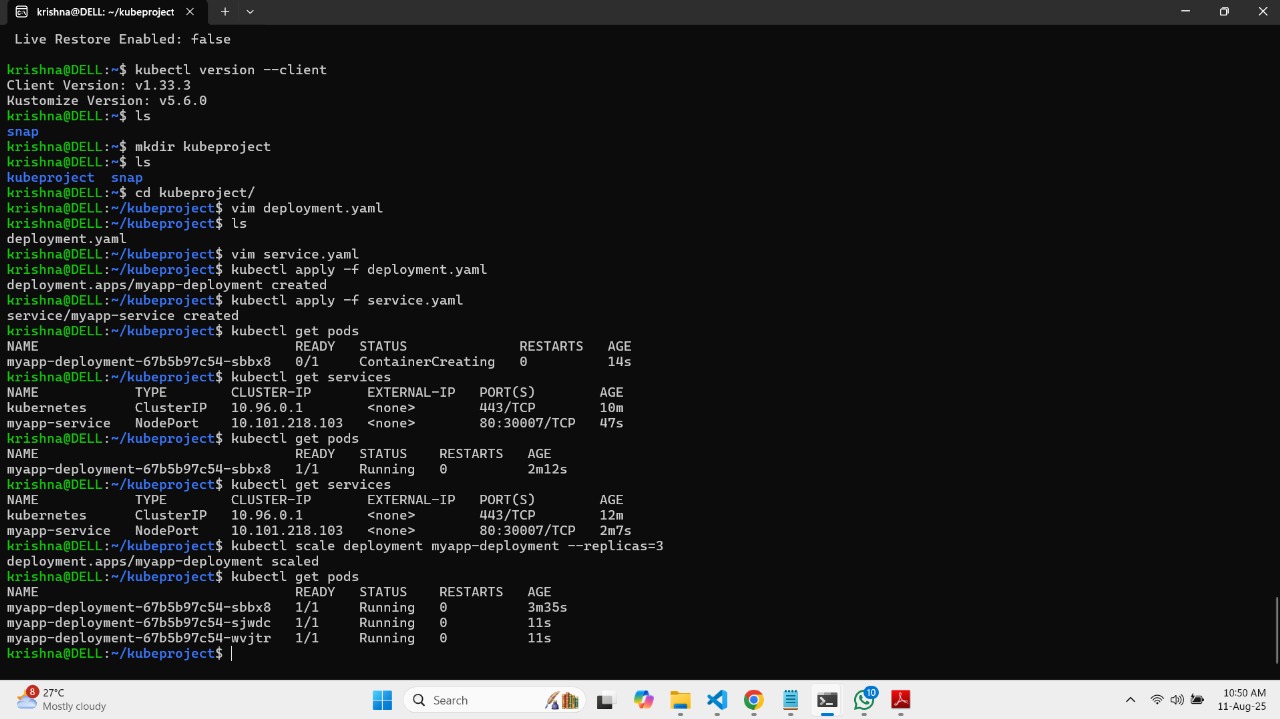 krishna@DELL: ~/kubeproject
Live Restore Enabled: false
krishna@DELL:~$ kubectl version --client
Client Version: v1.33.3
Kustomize Version: v5.6.0
krishna@DELL:~$ ls
snap
krishna@DELL:~$ mkdir kubeproject
krishna@DELL:~$ ls
kubeproject  snap
krishna@DELL:~$ cd kubeproject/
krishna@DELL:~/kubeproject$ vim deployment.yaml
krishna@DELL:~/kubeproject$ ls
deployment.yaml
krishna@DELL:~/kubeproject$ vim service.yaml
krishna@DELL:~/kubeproject$ kubectl apply -f deployment.yaml
deployment.apps/myapp-deployment created
krishna@DELL:~/kubeproject$ kubectl apply -f service.yaml
service/myapp-service created
krishna@DELL:~/kubeproject$ kubectl get pods
NAME                                READY   STATUS              RESTARTS   AGE
myapp-deployment-67b5b97c54-sbbx8   0/1     ContainerCreating   0          14s
krishna@DELL:~/kubeproject$ kubectl get services
NAME            TYPE        CLUSTER-IP       EXTERNAL-IP   PORT(S)        AGE
kubernetes      ClusterIP   10.96.0.1        <none>        443/TCP        10m
myapp-service   NodePort    10.101.218.103   <none>        80:30007/TCP   47s
krishna@DELL:~/kubeproject$ kubectl get pods
NAME                                READY   STATUS    RESTARTS   AGE
myapp-deployment-67b5b97c54-sbbx8   1/1     Running   0          2m12s
krishna@DELL:~/kubeproject$ kubectl get services
NAME            TYPE        CLUSTER-IP       EXTERNAL-IP   PORT(S)        AGE
kubernetes      ClusterIP   10.96.0.1        <none>        443/TCP        12m
myapp-service   NodePort    10.101.218.103   <none>        80:30007/TCP   2m7s
krishna@DELL:~/kubeproject$ kubectl scale deployment myapp-deployment --replicas=3
deployment.apps/myapp-deployment scaled
krishna@DELL:~/kubeproject$ kubectl get pods
NAME                                READY   STATUS    RESTARTS   AGE
myapp-deployment-67b5b97c54-sbbx8   1/1     Running   0          3m35s
myapp-deployment-67b5b97c54-sjwdc   1/1     Running   0          11s
myapp-deployment-67b5b97c54-wvjtr   1/1     Running   0          11s
krishna@DELL:~/kubeproject$
8
27°C
Mostly cloudy
Search
10
10:50 AM
11-Aug-25